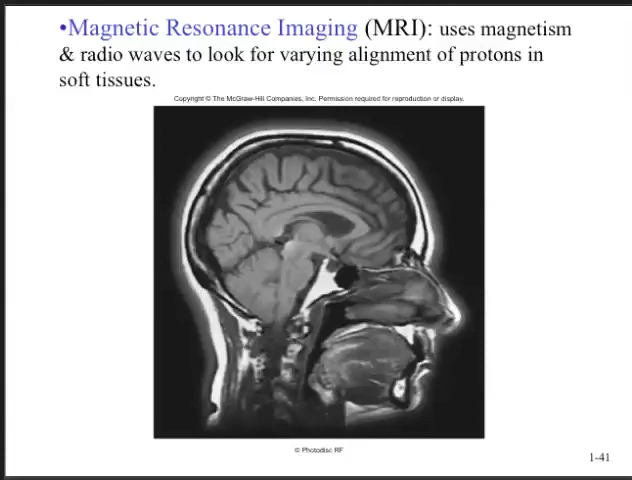 •Magnetic Resonance Imaging (MRI): uses magnetism
& radio waves to look for varying alignment of protons in
soft tissues.
Copyright © The McGraw-Hill Companies, Inc. Permission required for reproduction or display.
© Photodisc RF
1-41